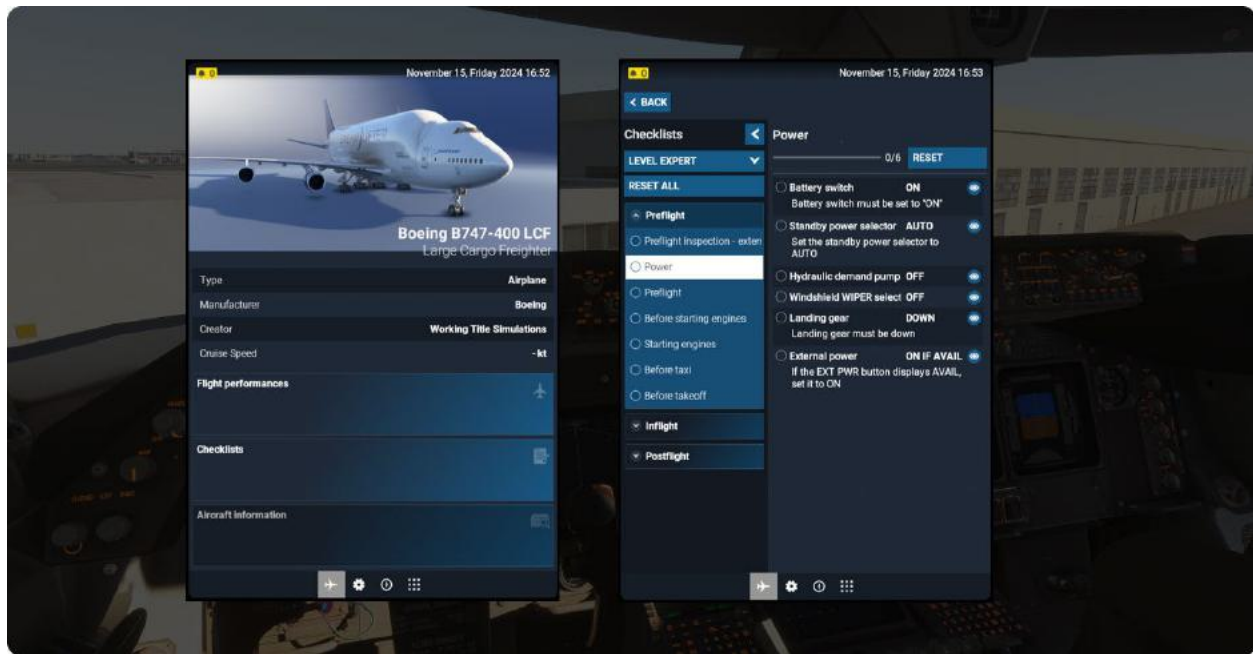 0
November 15, Friday 2024 16:52
Boeing B747-400 LCF
Large Cargo Freighter
Type Airplane
Manufacturer Boeing
Creator Working Title Simulations
Cruise Speed -kt
Flight performances
Checklists
Aircraft information
0
November 15, Friday 2024 16:53
< BACK
Checklists
LEVEL EXPERT
RESET ALL
Preflight
Preflight inspection - exter
Power
Preflight
Before starting engines
Starting engines
Before taxi
Before takeoff
Inflight
Postflight
Power
0/6 RESET
Battery switch ON
Battery switch must be set to "ON"
Standby power selector AUTO
Set the standby power selector to
AUTO
Hydraulic demand pump OFF
Windshield WIPER select OFF
Landing gear DOWN
Landing gear must be down
External power ON IF AVAIL
If the EXT PWR button displays AVAIL,
set it to ON